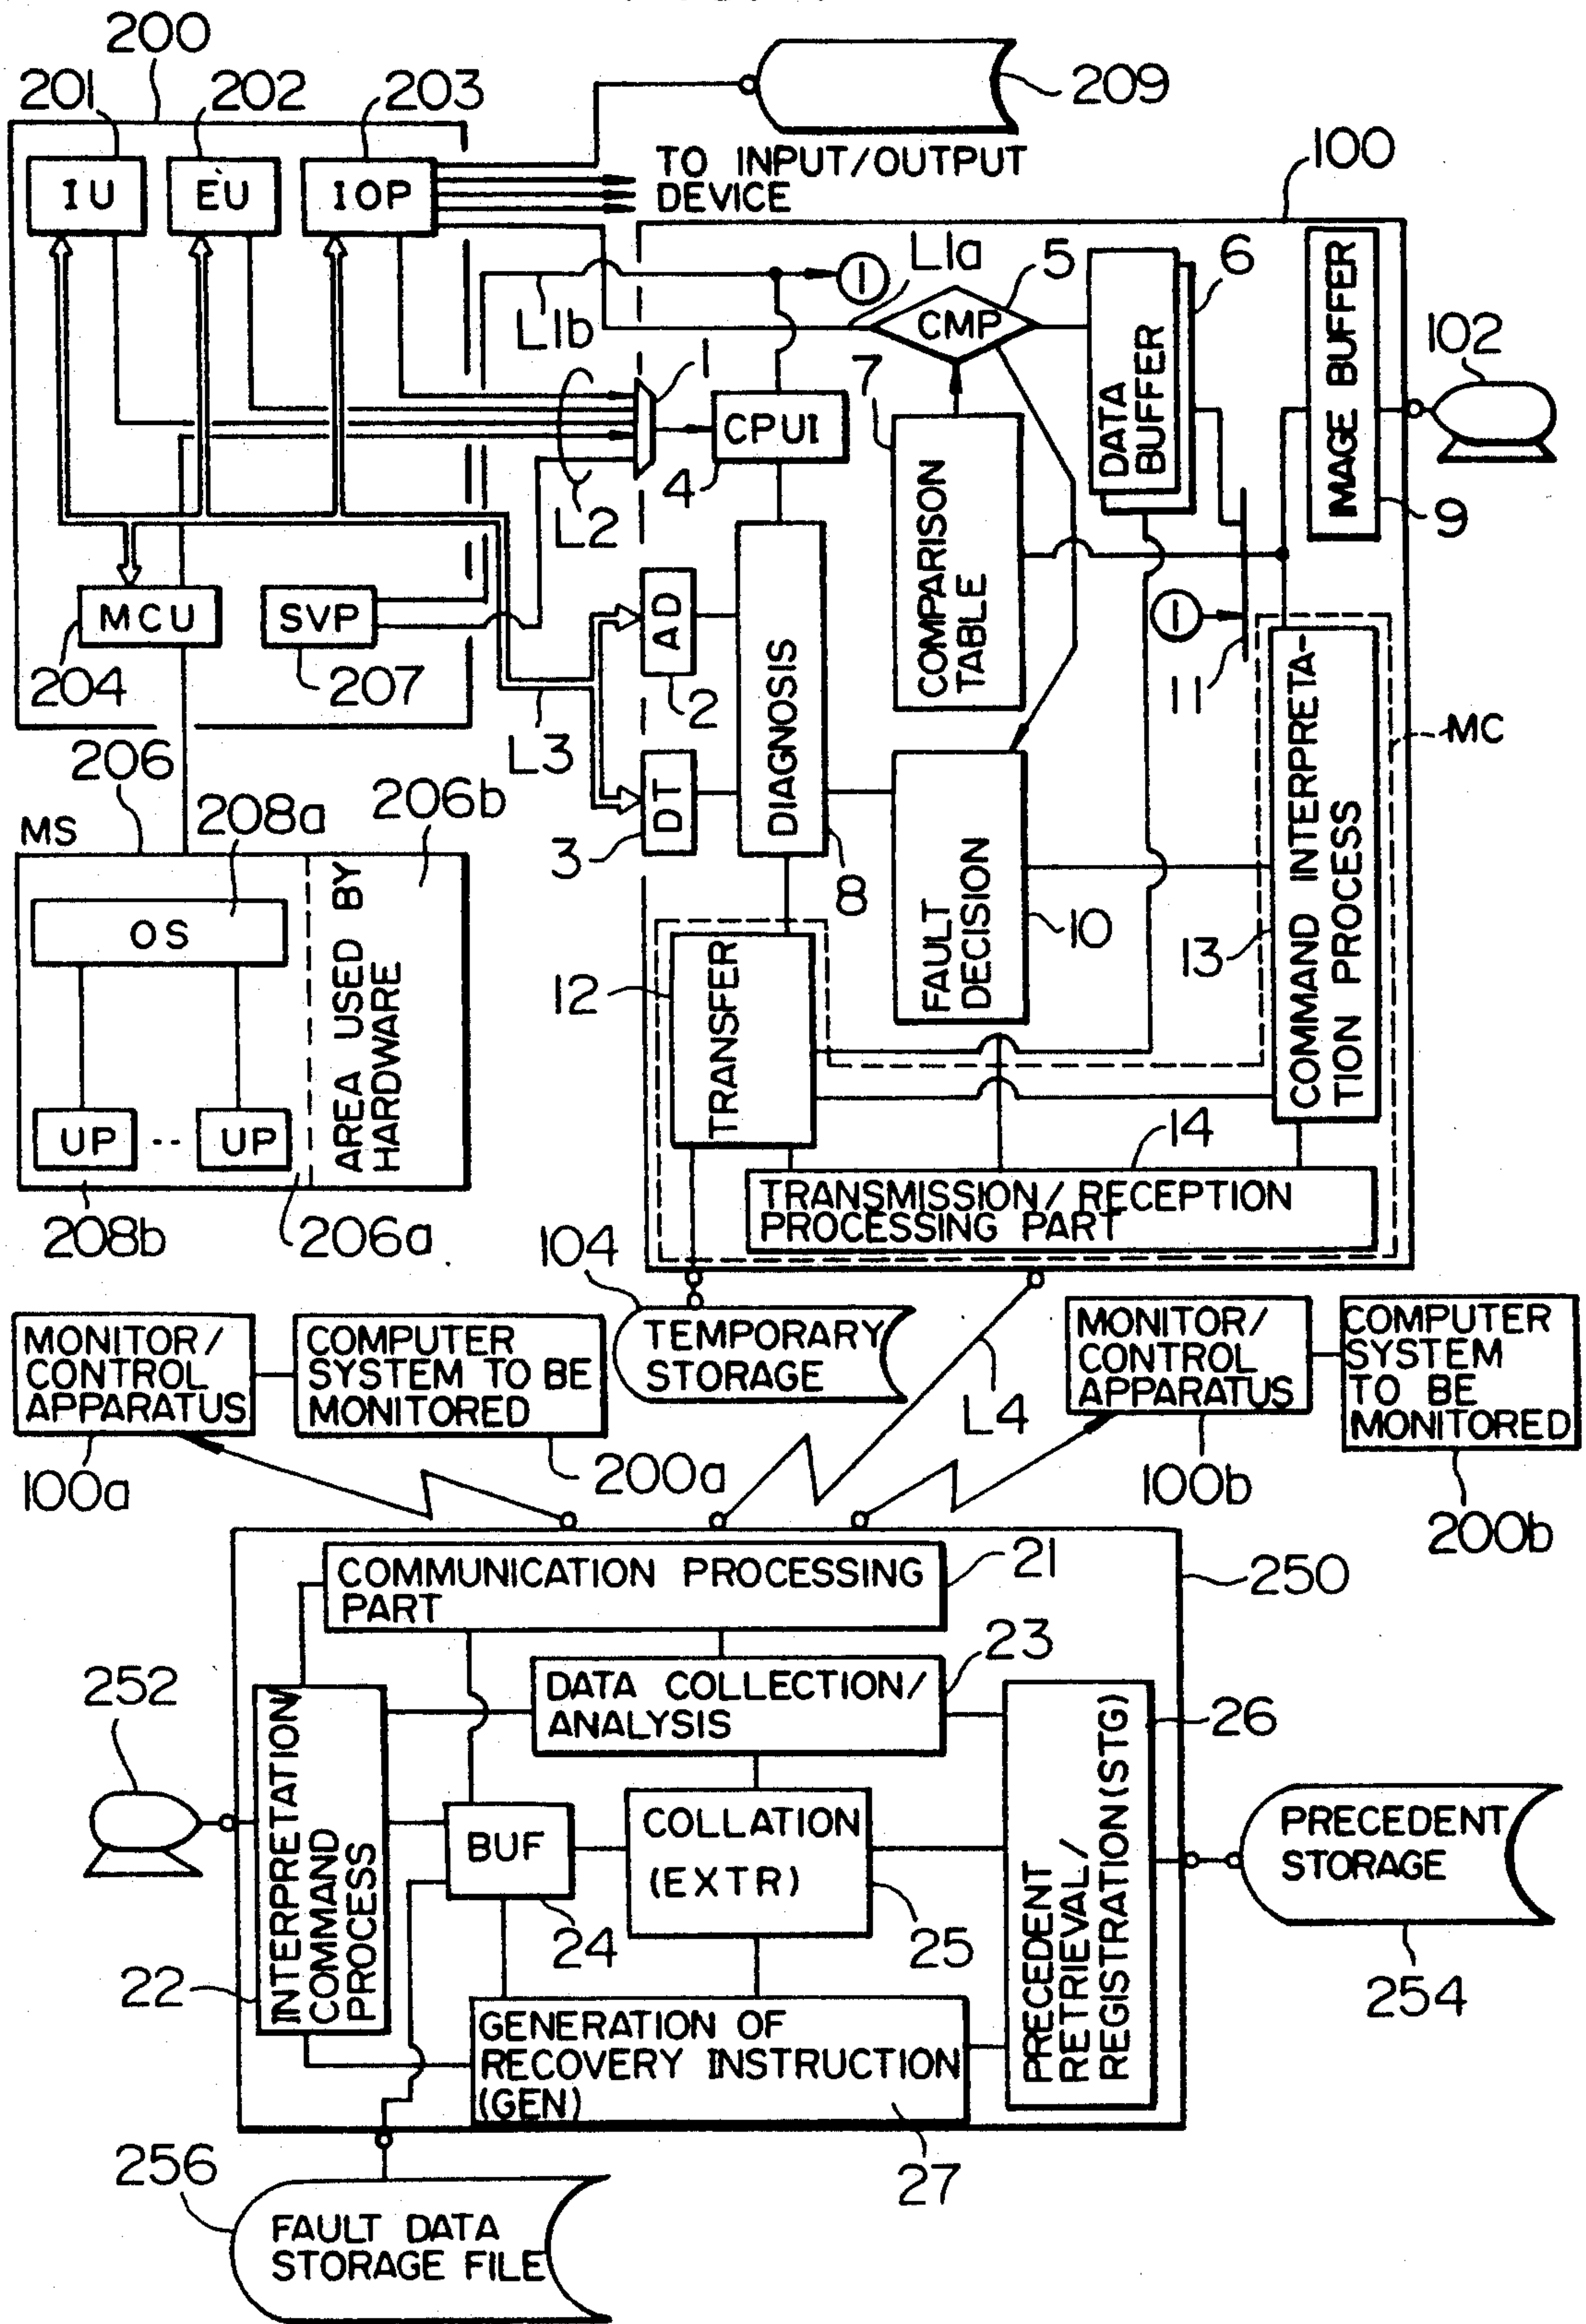 200
201
202
203
209
IU
EU
IOP
TO INPUT/OUTPUT
DEVICE
100
L1a
5
6
L1b
CMP
DATA
BUFFER
IMAGE BUFFER
102
1
7
CPUI
4
L2
COMPARISON
TABLE
9
MCU
SVP
204
207
AD
2
L3
DT
3
DIAGNOSIS
8
1
1
11
MC
206
MS
208a
206b
OS
AREA USED BY
HARDWARE
UP
--
UP
208b
206a
FAULT
DECISION
10
COMMAND INTERPRETA-
TION PROCESS
13
12
TRANSFER
14
TRANSMISSION/RECEPTION
PROCESSING PART
104
TEMPORARY
STORAGE
L4
MONITOR/
CONTROL
APPARATUS
100a
COMPUTER
SYSTEM TO BE
MONITORED
200a
MONITOR/
CONTROL
APPARATUS
100b
COMPUTER
SYSTEM
TO BE
MONITORED
200b
COMMUNICATION PROCESSING
PART
21
250
23
DATA COLLECTION/
ANALYSIS
252
26
INTERPRETATION/
COMMAND
PROCESS
22
BUF
24
COLLATION
(EXTR)
25
PRECEDENT
RETRIEVAL/
REGISTRATION(STG)
PRECEDENT
STORAGE
254
GENERATION OF
RECOVERY INSTRUCTION
(GEN)
27
256
FAULT DATA
STORAGE FILE